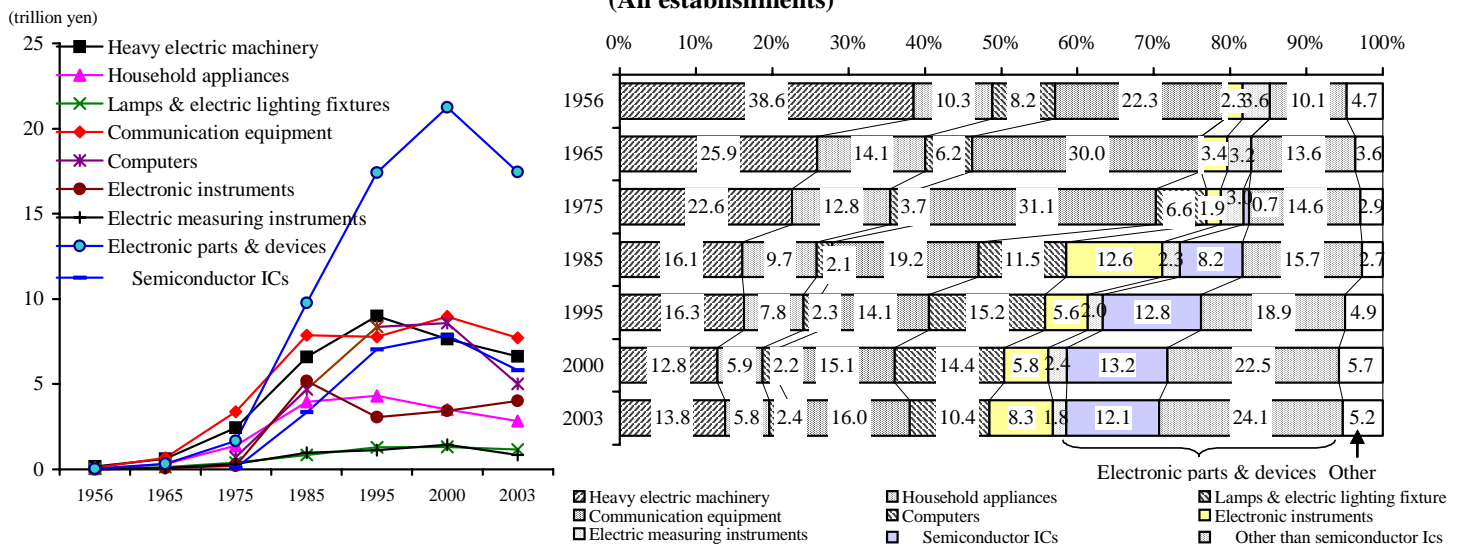 (trillion yen)
25
20
15
10
5
0
Heavy electric machinery
Household appliances
Lamps & electric lighting fixtures
Communication equipment
Computers
Electronic instruments
Electric measuring instruments
Electronic parts & devices
Semiconductor ICs
1956 1965 1975 1985 1995 2000 2003
(All establishments)
0% 10% 20% 30% 40% 50% 60% 70% 80% 90% 100%
1956 38.6 10.3 8.2 22.3 2.3 3.6 10.1 4.7
1965 25.9 14.1 6.2 30.0 3.4 3.2 13.6 3.6
1975 22.6 12.8 3.7 31.1 6.6 1.9 3.0 0.7 14.6 2.9
1985 16.1 9.7 2.1 19.2 11.5 12.6 2.3 8.2 15.7 2.7
1995 16.3 7.8 2.3 14.1 15.2 5.6 2.0 12.8 18.9 4.9
2000 12.8 5.9 2.2 15.1 14.4 5.8 2.4 13.2 22.5 5.7
2003 13.8 5.8 2.4 16.0 10.4 8.3 1.8 12.1 24.1 5.2
Electronic parts & devices Other
Heavy electric machinery Household appliances Lamps & electric lighting fixture
Communication equipment Computers Electronic instruments
Electric measuring instruments Semiconductor ICs Other than semiconductor Ics